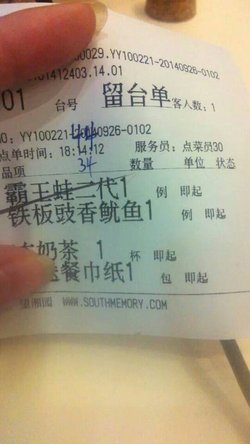 00029.YY100221-20140926-0102
01412403.14.01
01 台号 留台单 客人数:1
NO: YY100221-20140926-0102
点单时间: 18:14:12 服务员: 点菜员30
品项 34 数量 单位 状态
霸王蛙二代1 例 即起
铁板豉香鱿鱼1 例 即起
奶茶 1 杯 即起
餐巾纸1 包 即起
WWW.SOUTHMEMORY.COM